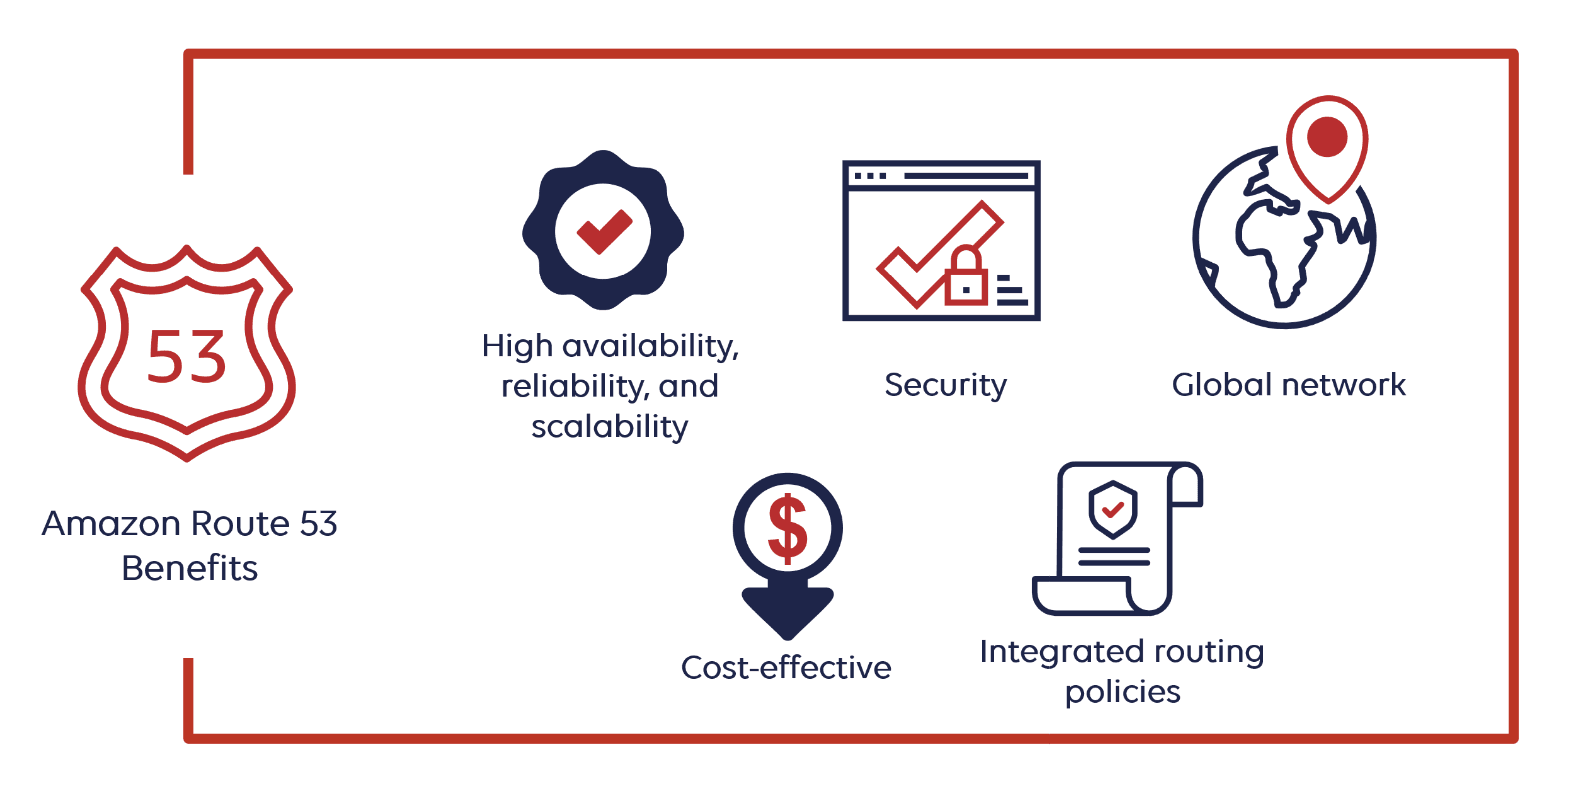 53
Amazon Route 53
Benefits
High availability,
reliability, and
scalability
Security
Global network
$
Cost-effective
Integrated routing
policies